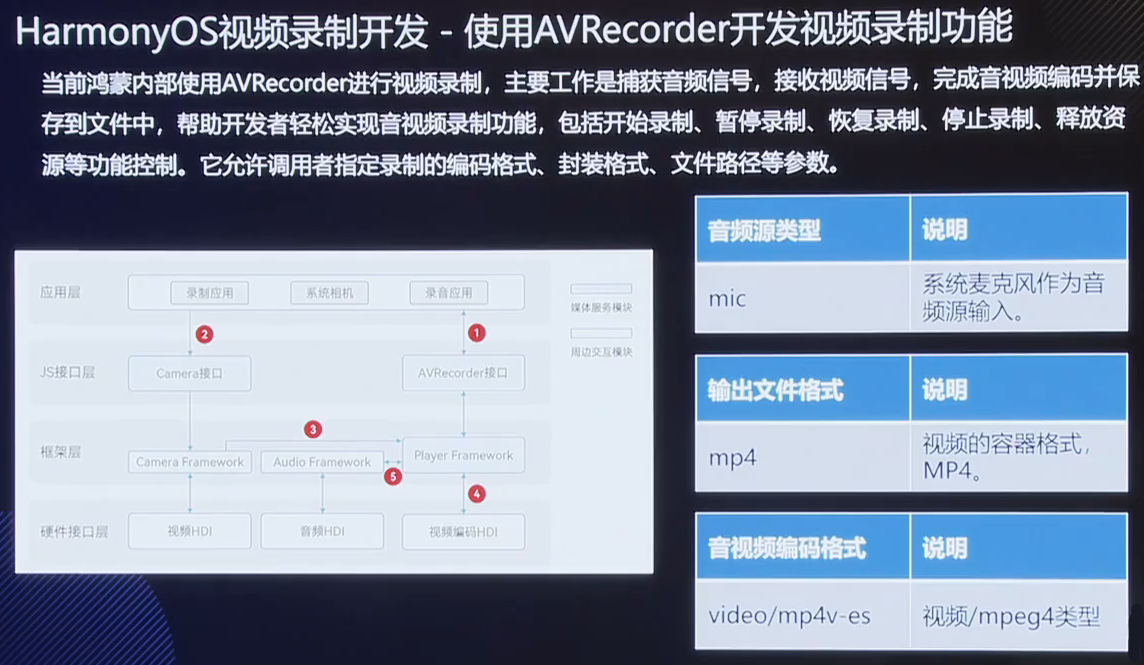 HarmonyOS视频录制开发 - 使用AVRecorder开发视频录制功能
当前鸿蒙内部使用AVRecorder进行视频录制，主要工作是捕获音频信号，接收视频信号，完成音视频编码并保
存到文件中，帮助开发者轻松实现音视频录制功能，包括开始录制、暂停录制、恢复录制、停止录制、释放资
源等功能控制。它允许调用者指定录制的编码格式、封装格式、文件路径等参数。
应用层
录制应用
系统相机
录音应用
媒体服务模块
周边交互模块
2
1
JS接口层
Camera接口
AVRecorder接口
3
框架层
Camera Framework
Audio Framework
Player Framework
5
4
硬件接口层
视频HDI
音频HDI
视频编码HDI
音频源类型
说明
mic
系统麦克风作为音
频源输入。
输出文件格式
说明
mp4
视频的容器格式，
MP4。
音视频编码格式
说明
video/mp4v-es
视频/mpeg4类型